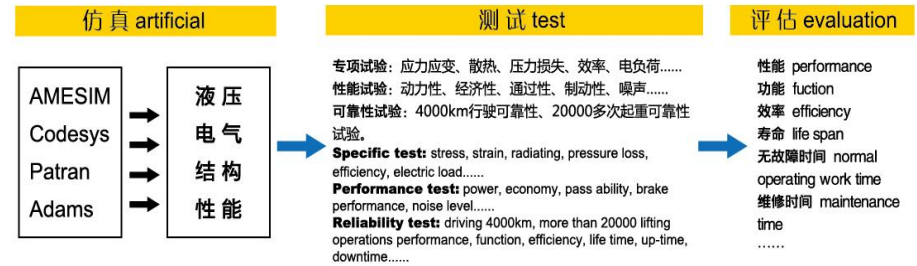 仿真 artificial
AMESIM
Codesys
Patran
Adams
液压
电气
结构
性能
测试 test
专项试验：应力应变、散热、压力损失、效率、电负荷......
性能试验：动力性、经济性、通过性、制动性、噪声......
可靠性试验：4000km行驶可靠性、20000多次起重可靠性
试验。
Specific test: stress, strain, radiating, pressure loss,
efficiency, electric load......
Performance test: power, economy, pass ability, brake
performance, noise level......
Reliability test: driving 4000km, more than 20000 lifting
operations performance, function, efficiency, life time, up-time,
downtime......
评估 evaluation
性能 performance
功能 fuction
效率 efficiency
寿命 life span
无故障时间 normal
operating work time
维修时间 maintenance
time
......